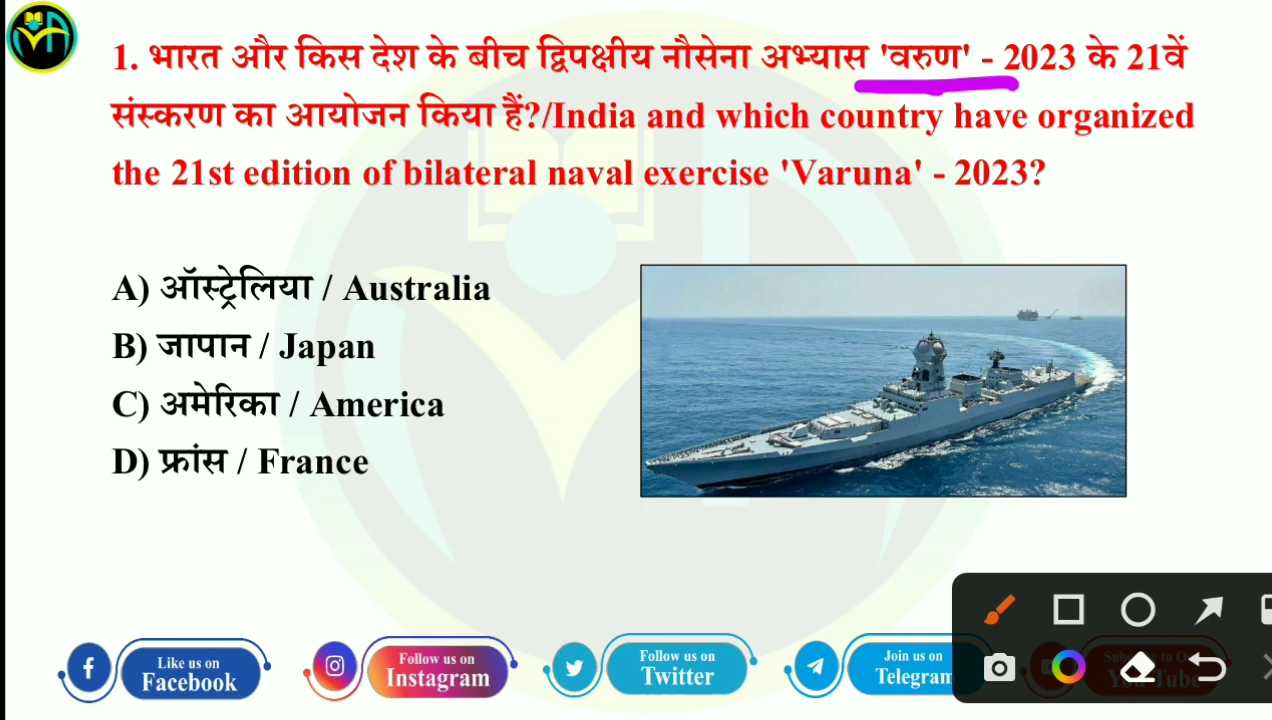 1. भारत और किस देश के बीच द्विपक्षीय नौसेना अभ्यास 'वरुण' - 2023 के 21वें
संस्करण का आयोजन किया हैं?/India and which country have organized
the 21st edition of bilateral naval exercise 'Varuna' - 2023?
A) ऑस्ट्रेलिया / Australia
B) जापान / Japan
C) अमेरिका / America
D) फ्रांस / France
Like us on
Facebook
Follow us on
Instagram
Follow us on
Twitter
Join us on
Telegram